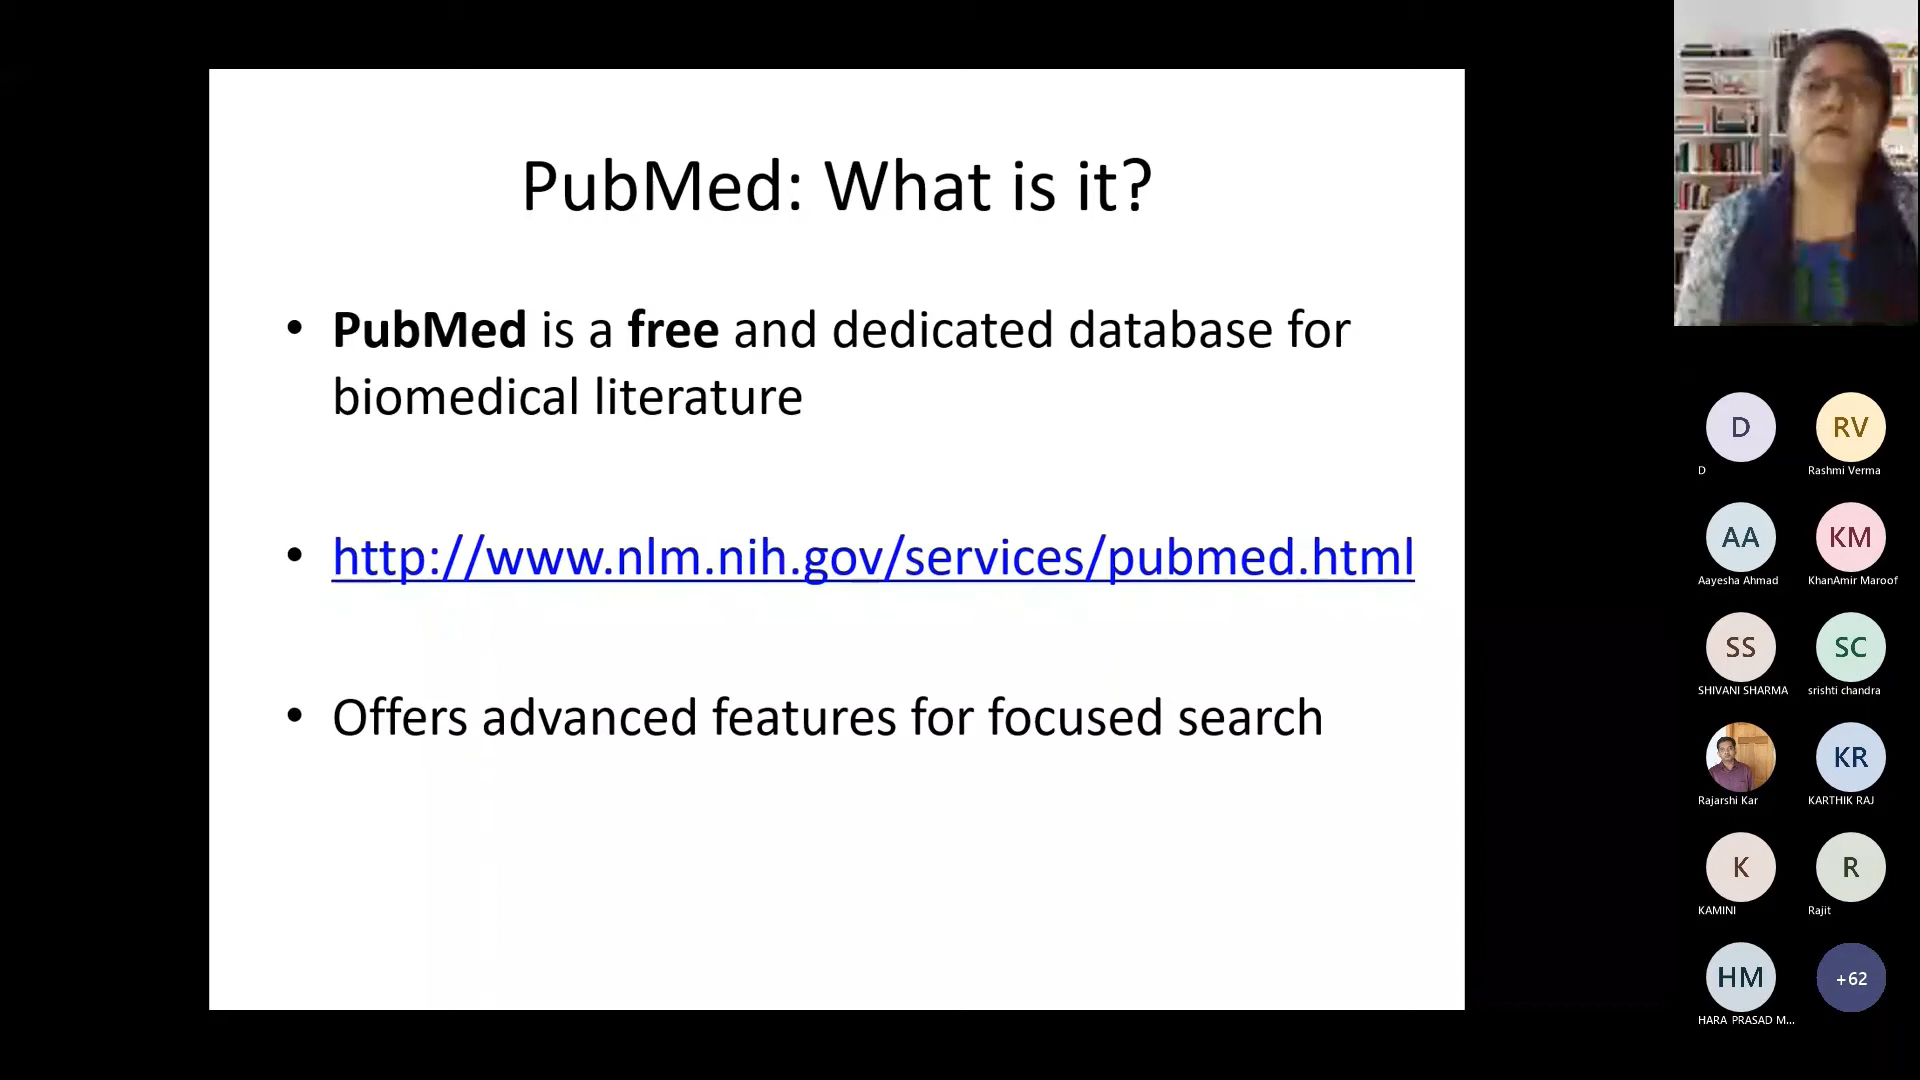 PubMed: What is it?
• PubMed is a free and dedicated database for
biomedical literature
• http://www.nlm.nih.gov/services/pubmed.html
• Offers advanced features for focused search
D
D
RV
Rashmi Verma
AA
Aayesha Ahmad
KM
KhanAmir Maroof
SS
SHIVANI SHARMA
SC
srishti chandra
Rajarshi Kar
KR
KARTHIK RAJ
K
KAMINI
R
Rajit
HM
HARA PRASAD M...
+62